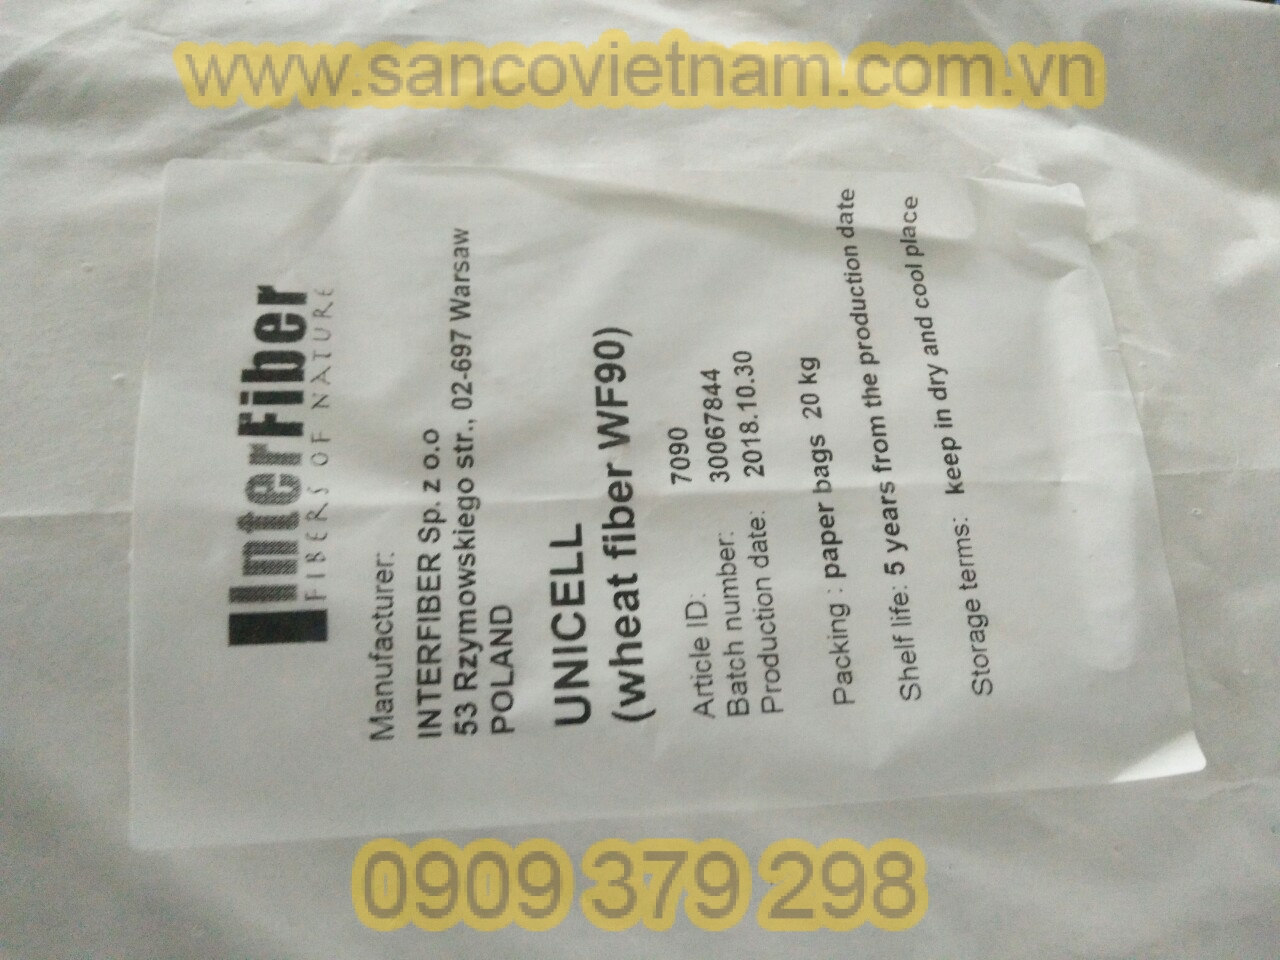 www.sancovietnam.com.vn
InterFiber
FIBERS OF NATURE
Manufacturer:
INTERFIBER Sp. z o.o
53 Rzymowskiego str., 02-697 Warsaw
POLAND
UNICELL
(wheat fiber WF90)
Article ID: 7090
Batch number: 30067844
Production date: 2018.10.30
Packing : paper bags 20 kg
Shelf life: 5 years from the production date
Storage terms: keep in dry and cool place
0909 379 298